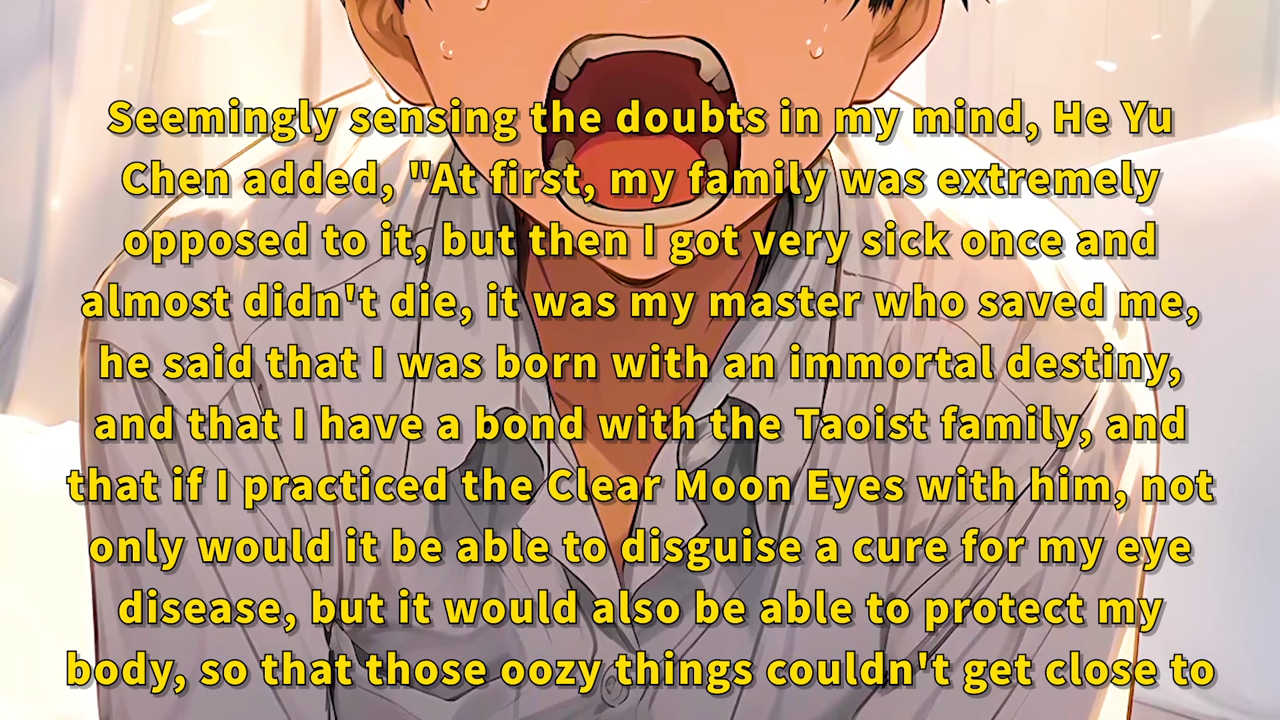 Seemingly sensing the doubts in my mind, He Yu
Chen added, "At first, my family was extremely
opposed to it, but then I got very sick once and
almost didn't die, it was my master who saved me,
he said that I was born with an immortal destiny,
and that I have a bond with the Taoist family, and
that if I practiced the Clear Moon Eyes with him, not
only would it be able to disguise a cure for my eye
disease, but it would also be able to protect my
body, so that those oozy things couldn't get close to